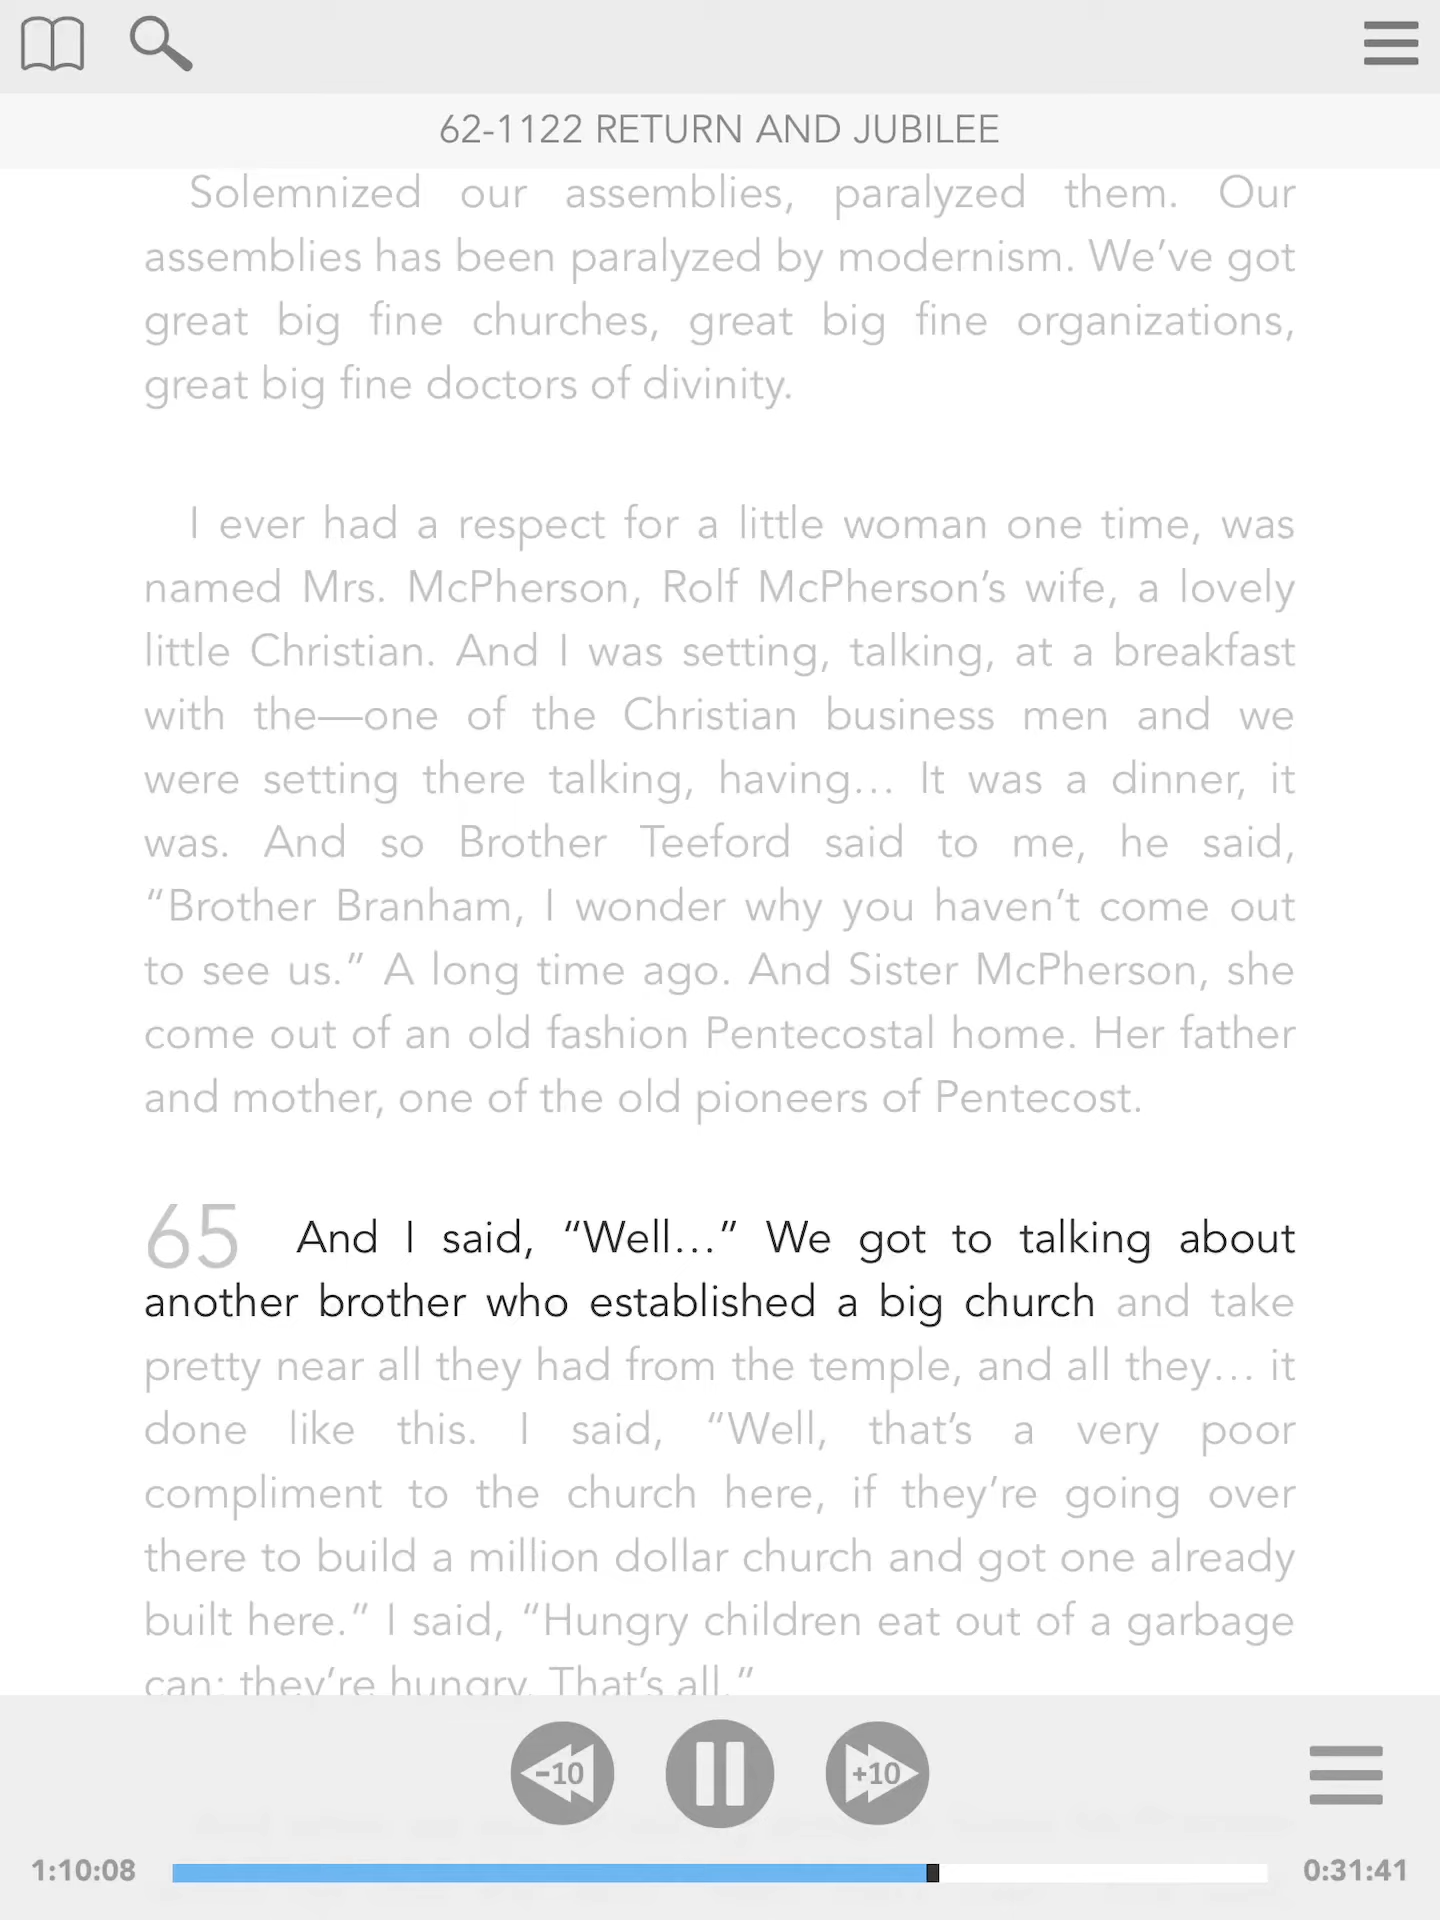 62-1122 RETURN AND JUBILEE
Solemnized our assemblies, paralyzed them. Our
assemblies has been paralyzed by modernism. We’ve got
great big fine churches, great big fine organizations,
great big fine doctors of divinity.
I ever had a respect for a little woman one time, was
named Mrs. McPherson, Rolf McPherson’s wife, a lovely
little Christian. And I was setting, talking, at a breakfast
with the—one of the Christian business men and we
were setting there talking, having… It was a dinner, it
was. And so Brother Teeford said to me, he said,
“Brother Branham, I wonder why you haven’t come out
to see us.” A long time ago. And Sister McPherson, she
come out of an old fashion Pentecostal home. Her father
and mother, one of the old pioneers of Pentecost.
65 And I said, “Well…” We got to talking about
another brother who established a big church and take
pretty near all they had from the temple, and all they… it
done like this. I said, “Well, that’s a very poor
compliment to the church here, if they’re going over
there to build a million dollar church and got one already
built here.” I said, “Hungry children eat out of a garbage
can; they’re hungry. That’s all.”
-10 +10
1:10:08 0:31:41